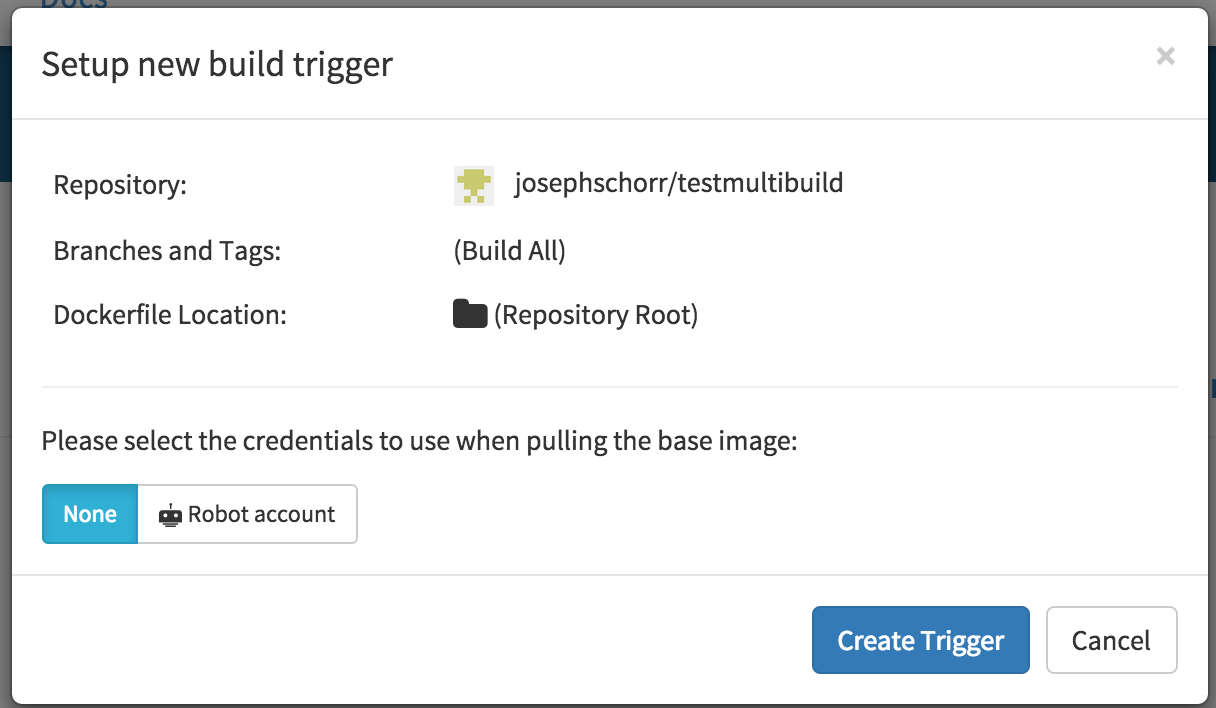 Docs
Setup new build trigger
×
Repository: josephschorr/testmultibuild
Branches and Tags: (Build All)
Dockerfile Location: (Repository Root)
Please select the credentials to use when pulling the base image:
None Robot account
Create Trigger Cancel